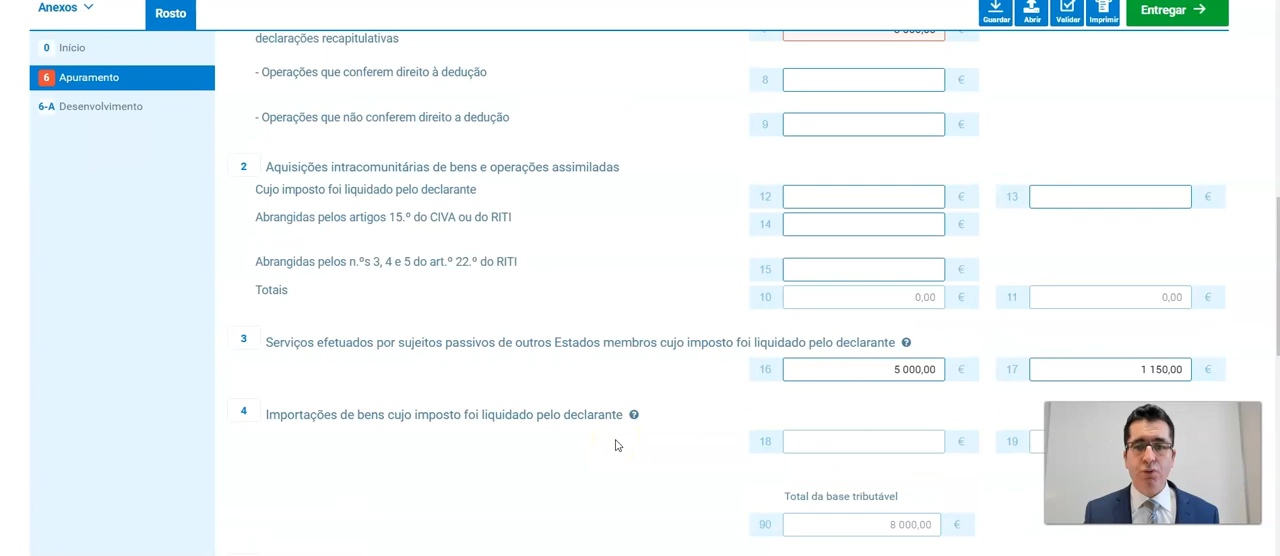 Anexos
Rosto
Guardar Abrir Validar Imprimir
Entregar
0 Início
6 Apuramento
6-A Desenvolvimento
declarações recapitulativas
€
- Operações que conferem direito à dedução 8 €
- Operações que não conferem direito a dedução 9 €
2 Aquisições intracomunitárias de bens e operações assimiladas
Cujo imposto foi liquidado pelo declarante 12 € 13 €
Abrangidas pelos artigos 15.º do CIVA ou do RITI 14 €
Abrangidas pelos n.ºs 3, 4 e 5 do art.º 22.º do RITI 15 €
Totais 10 0,00 € 11 0,00 €
3 Serviços efetuados por sujeitos passivos de outros Estados membros cujo imposto foi liquidado pelo declarante
16 5 000,00 € 17 1 150,00 €
4 Importações de bens cujo imposto foi liquidado pelo declarante
18 € 19
Total da base tributável
90 8 000,00 €